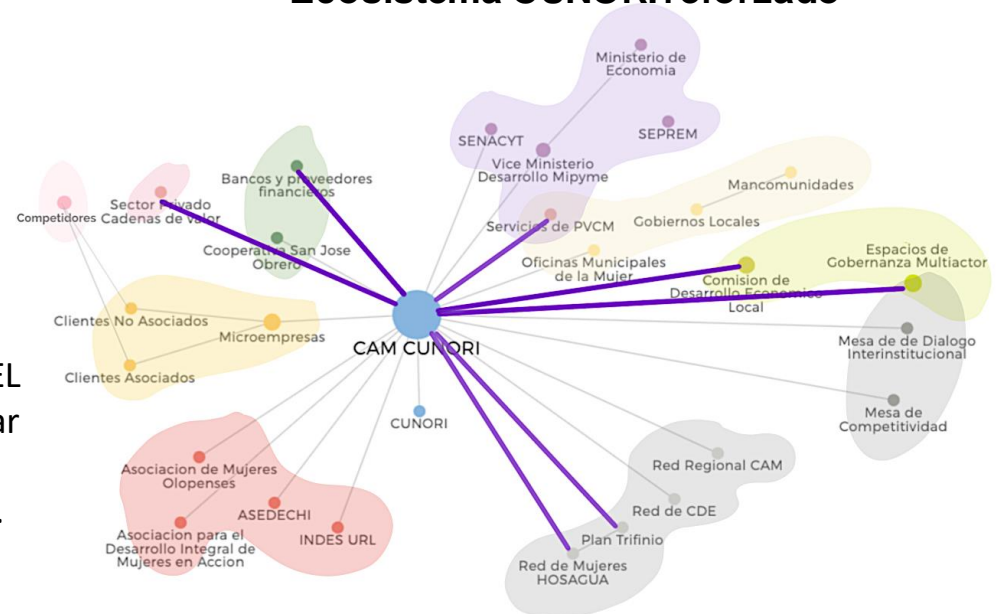 Ministerio de
Economia
SENACYT
SEPREM
Vice Ministerio
Desarrollo Mipyme
Bancos y proveedores
financieros
Mancomunidades
Sector Privado
Cadenas de valor
Competidores
Servicios de PVCM
Gobiernos Locales
Cooperativa San Jose
Obrero
Oficinas Municipales
de la Mujer
Espacios de
Gobernanza Multiactor
Comision de
Desarrollo Economico
Local
Clientes No Asociados
Microempresas
CAM CUNORI
Mesa de de Dialogo
Interinstitucional
EL
Clientes Asociados
ar
CUNORI
Mesa de
Competitividad
Asociacion de Mujeres
Olopenses
Red Regional CAM
ASEDECHI
Red de CDE
INDES URL
Asociacion para el
Desarrollo Integral de
Mujeres en Accion
Plan Trifinio
Red de Mujeres
HOSAGUA